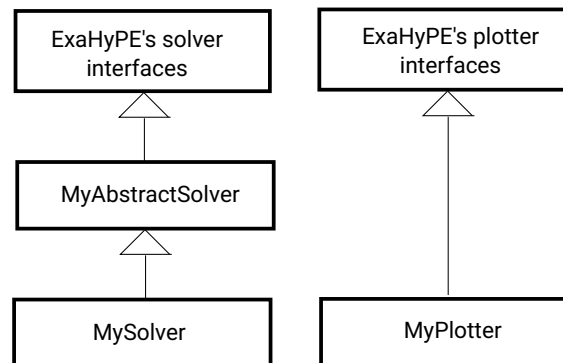 ExaHyPE's solver
interfaces
ExaHyPE's plotter
interfaces
MyAbstractSolver
MySolver
MyPlotter